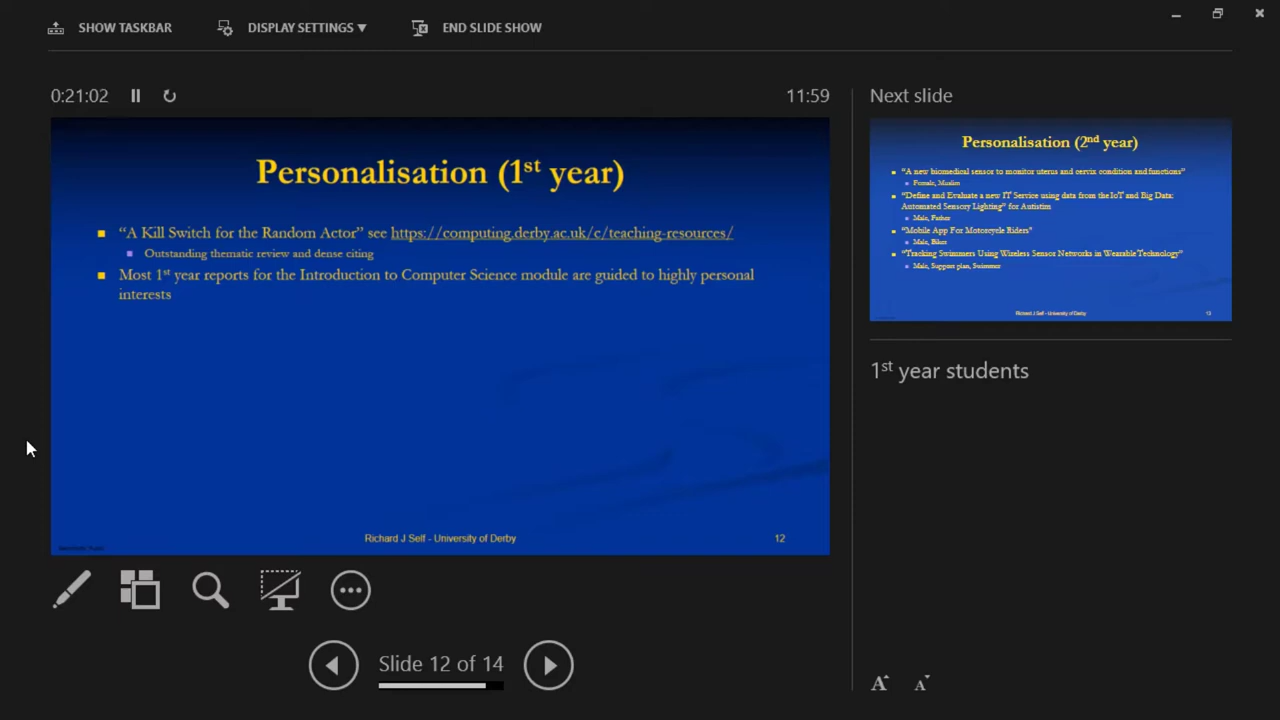 SHOW TASKBAR
DISPLAY SETTINGS ▼
END SLIDE SHOW
0:21:02
11:59
Personalisation (1st year)
“A Kill Switch for the Random Actor” see https://computing.derby.ac.uk/c/teaching-resources/
Outstanding thematic review and dense citing
Most 1st year reports for the Introduction to Computer Science module are guided to highly personal
interests
Richard J Self - University of Derby
12
Slide 12 of 14
Next slide
Personalisation (2nd year)
“A new biomedical sensor to monitor uterus and cervix condition and functions”
Female, Muslim
“Define and Evaluate a new IT Service using data from the IoT and Big Data:
Automated Sensory Lighting” for Autistim
Male, Father
“Mobile App For Motorcycle Riders”
Male, Biker
“Tracking Swimmers Using Wireless Sensor Networks in Wearable Technology”
Male, Support plan, Swimmer
Richard J Self - University of Derby
13
1st year students
A A